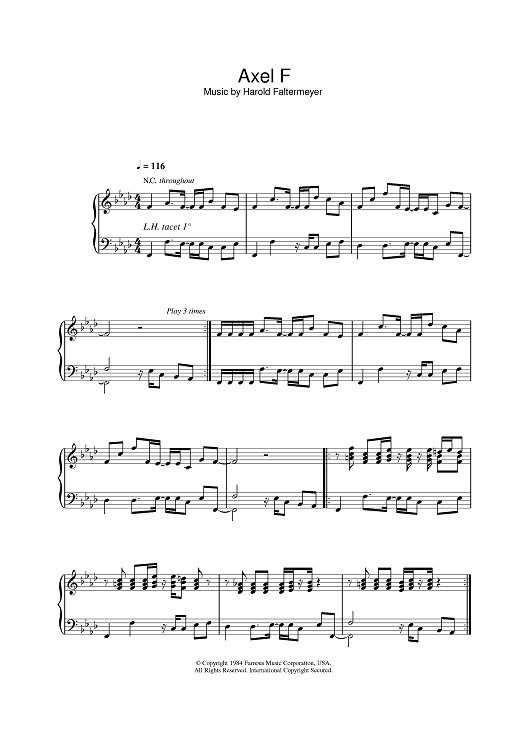 Axel F
Music by Harold Faltermeyer
♩ = 116
N.C. throughout
L.H. tacet 1°
Play 3 times
© Copyright 1984 Famous Music Corporation, USA.
All Rights Reserved. International Copyright Secured.